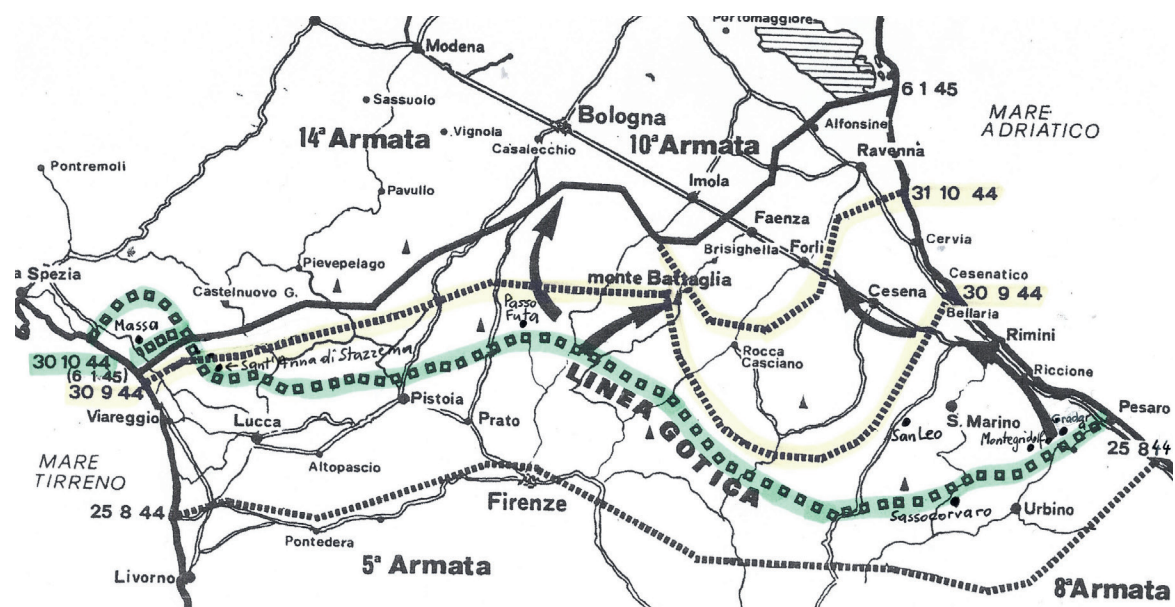 Portomaggiore
Modena
6 1 45
Sassuolo
MARE
ADRIATICO
Bologna
Alfonsine
14ª Armata
Vignola
10ª Armata
Casalecchio
Ravenna
Pontremoli
Imola
Pavullo
31 10 44
Faenza
Brisighella
Forli
Cervia
Pievepelago
a Spezia
monte Battaglia
Cesenatico
Castelnuovo G.
Cesena
30 9 44
Passo
Futa
Bellaria
Massa
Rimini
Rocca
Casciano
30 10 44
(6 1.45)
← Sant'Anna di Stazzema
30 9 44
LINEA GOTICA
Riccione
Viareggio
Pistoia
Pesaro
Lucca
Prato
San Leo
S. Marino
Gradar
Montegridolfo
25 8 44
Altopascio
MARE
TIRRENO
Firenze
Sassocorvaro
Urbino
25 8 44
Pontedera
5ª Armata
Livorno
8ª Armata